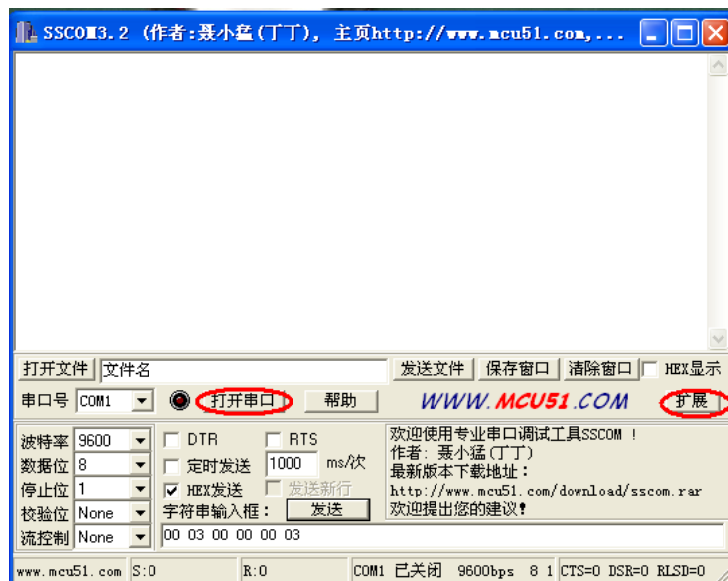 SSCOM3.2 (作者:聂小猛(丁丁), 主页http://www.mcu51.com,...
打开文件 文件名 发送文件 保存窗口 清除窗口 HEX显示
串口号 COM1 打开串口 帮助 WWW.MCU51.COM 扩展
波特率 9600 DTR RTS
数据位 8 定时发送 1000 ms/次
停止位 1 HEX发送 发送新行
校验位 None 字符串输入框: 发送
流控制 None 00 03 00 00 00 03
欢迎使用专业串口调试工具SSCOM !
作者: 聂小猛(丁丁)
最新版本下载地址:
http://www.mcu51.com/download/sscom.rar
欢迎提出您的建议!
www.mcu51.com S:0 R:0 COM1 已关闭 9600bps 8 1 CTS=0 DSR=0 RLSD=0